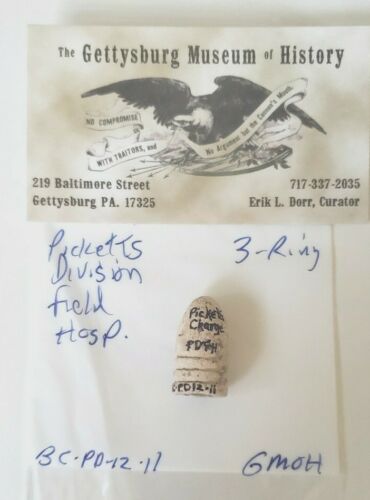 The Gettysburg Museum of History
NO COMPROMISE
WITH TRAITORS, and
No Argument but the Cannon's Mouth.
219 Baltimore Street
Gettysburg PA. 17325
717-337-2035
Erik L. Dorr, Curator
Picketts
Division
field
Hosp.
3-Ring
Pickets
Charge
PDFH
PD12-11
BC-PD-12-11
GMOH